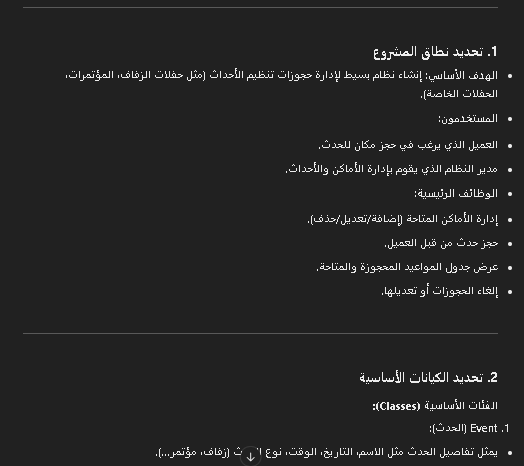 1. تحديد نطاق المشروع
• الهدف الأساسي: إنشاء نظام بسيط لإدارة حجوزات تنظيم الأحداث (مثل حفلات الزفاف، المؤتمرات،
الحفلات الخاصة).
• المستخدمون:
• العميل الذي يرغب في حجز مكان للحدث.
• مدير النظام الذي يقوم بإدارة الأماكن والأحداث.
• الوظائف الرئيسية:
• إدارة الأماكن المتاحة (إضافة/تعديل/حذف).
• حجز حدث من قبل العميل.
• عرض جدول المواعيد المحجوزة والمتاحة.
• إلغاء الحجوزات أو تعديلها.
2. تحديد الكيانات الأساسية
الفئات الأساسية (Classes):
1. Event (الحدث):
• يمثل تفاصيل الحدث مثل الاسم، التاريخ، الوقت، نوع (زفاف، مؤتمر...).